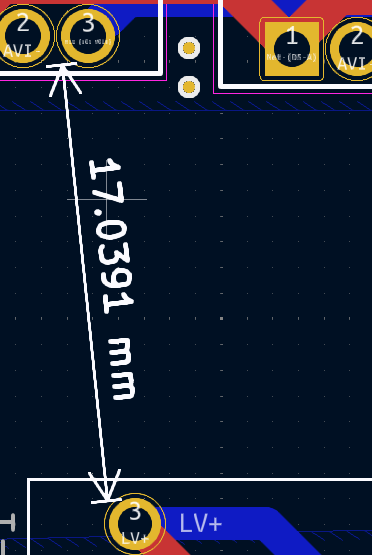 2 3 1 2
AVI- AVI
17.0391 mm
3 LV+
LV+